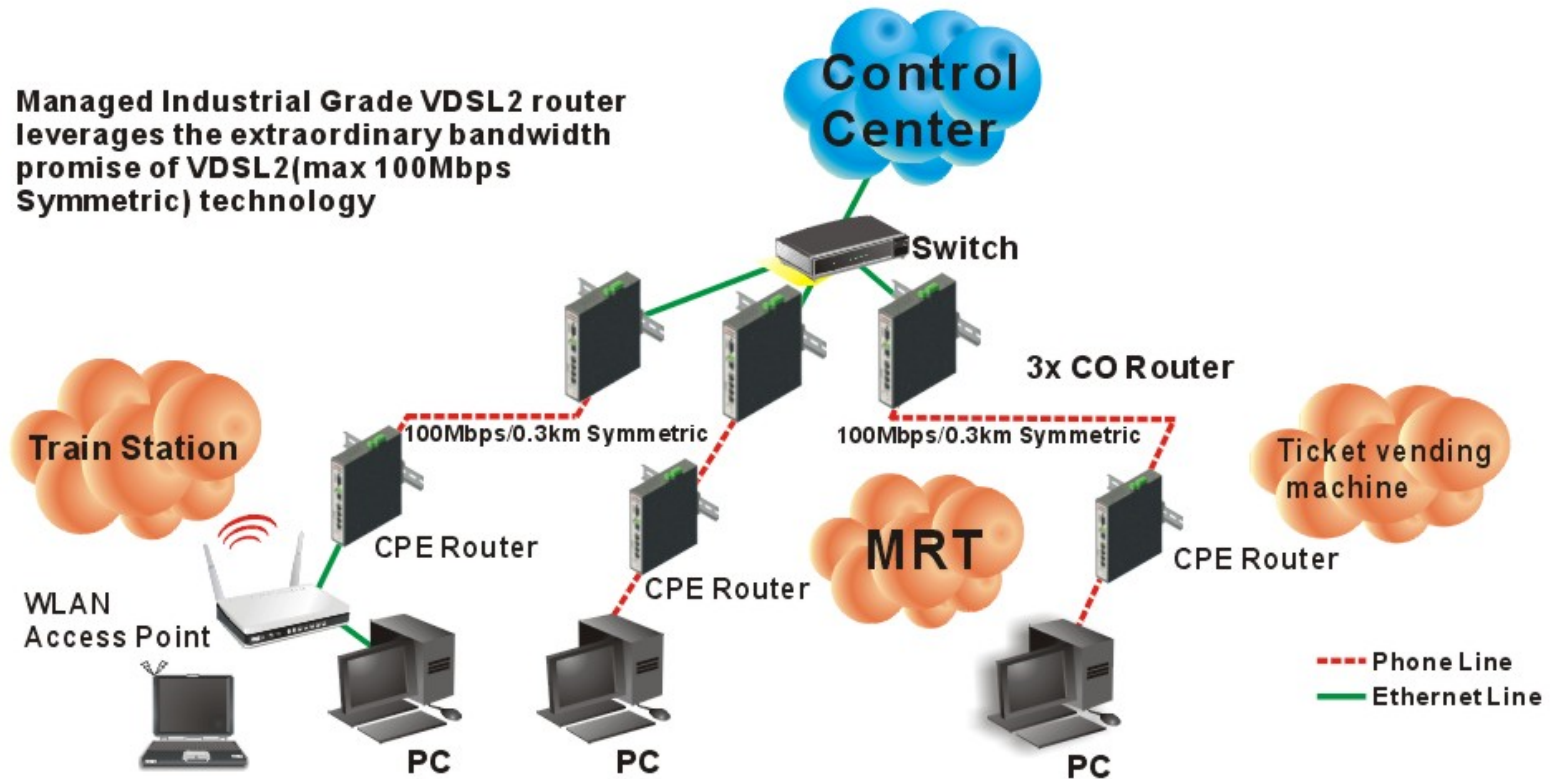 Managed Industrial Grade VDSL2 router
leverages the extraordinary bandwidth
promise of VDSL2(max 100Mbps
Symmetric) technology
Control
Center
Switch
3x CO Router
100Mbps/0.3km Symmetric
100Mbps/0.3km Symmetric
Train Station
Ticket vending
machine
CPE Router
MRT
CPE Router
CPE Router
WLAN
Access Point
Phone Line
Ethernet Line
PC
PC
PC